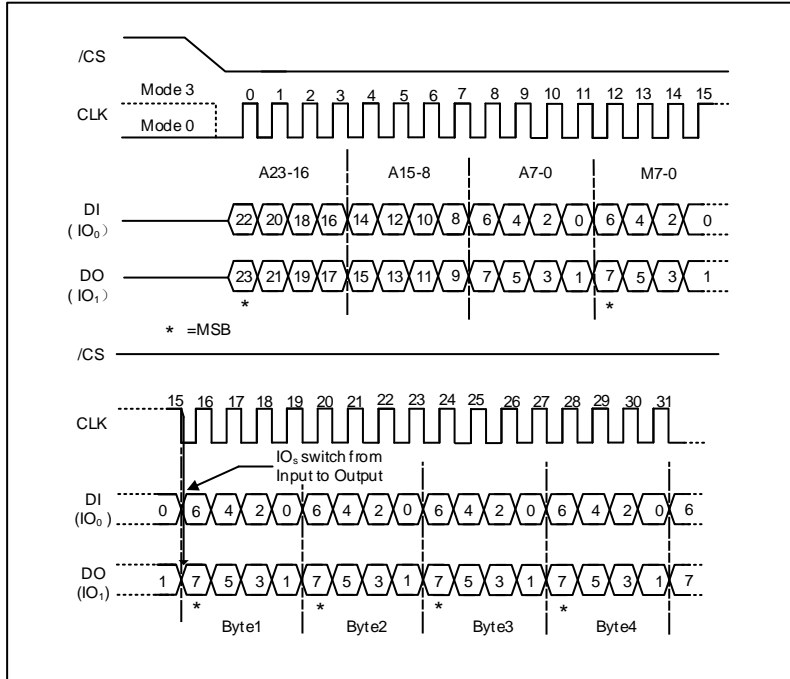 /CS
Mode 3
0 1 2 3 4 5 6 7 8 9 10 11 12 13 14 15
CLK
Mode 0
A23-16 A15-8 A7-0 M7-0
DI
( IO₀)
22 20 18 16 14 12 10 8 6 4 2 0 6 4 2 0
DO
( IO₁)
23 21 19 17 15 13 11 9 7 5 3 1 7 5 3 1
* *
* =MSB
/CS
15 16 17 18 19 20 21 22 23 24 25 26 27 28 29 30 31
CLK
IOₛ switch from
Input to Output
DI
(IO₀ )
0 6 4 2 0 6 4 2 0 6 4 2 0 6 4 2 0 6
DO
(IO₁)
1 7 5 3 1 7 5 3 1 7 5 3 1 7 5 3 1 7
* * * *
Byte1 Byte2 Byte3 Byte4